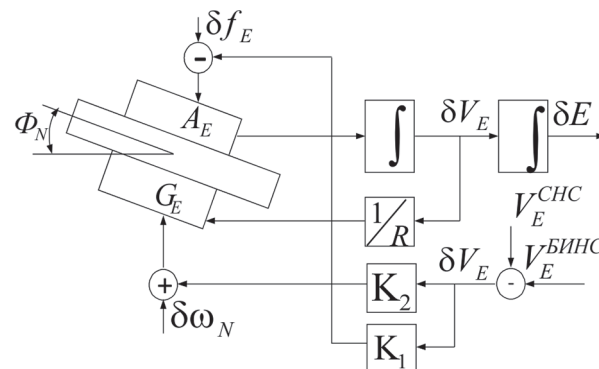 δf_E
-
Φ_N
A_E
∫
δV_E
∫
δE
G_E
1/R
V_E^СНС
V_E^БИНС
δV_E
-
+
K_2
δω_N
K_1